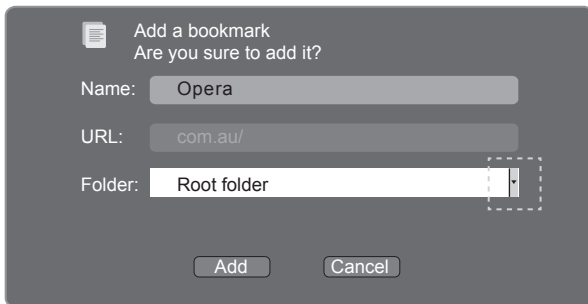 Add a bookmark
Are you sure to add it?
Name: Opera
URL: com.au/
Folder: Root folder
Add Cancel